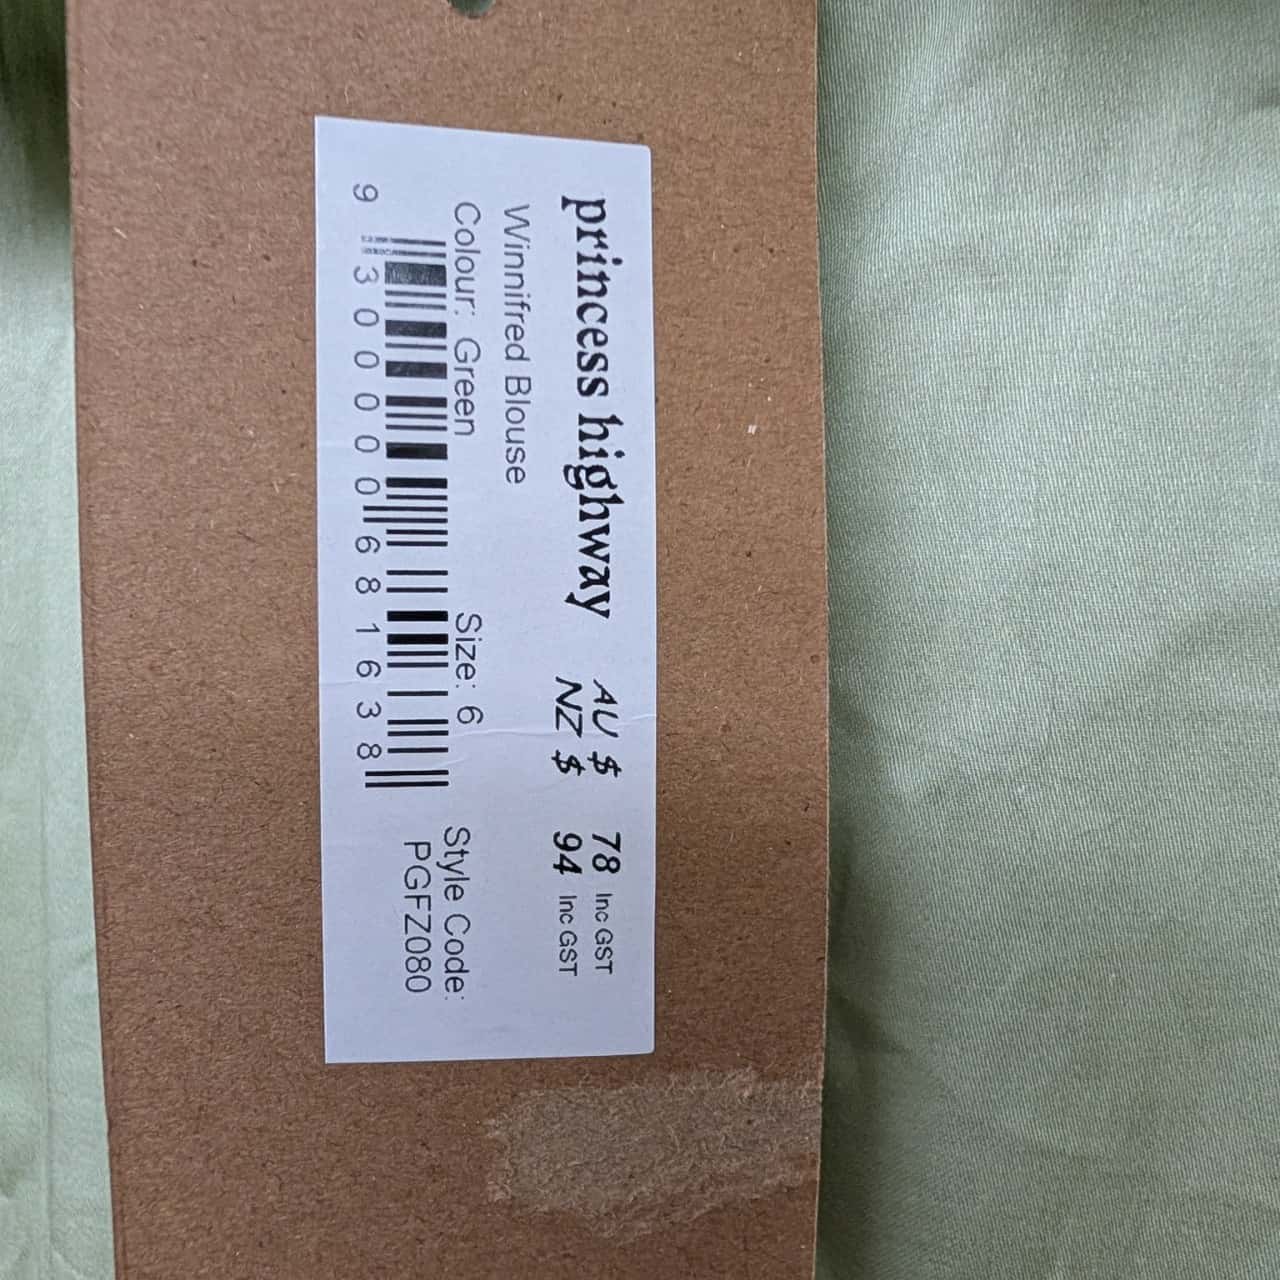 princess highway
AU $ 78 Inc GST
NZ $ 94 Inc GST
Winnifred Blouse
Colour: Green
Size: 6
Style Code:
PGFZ080
9 300000 681638